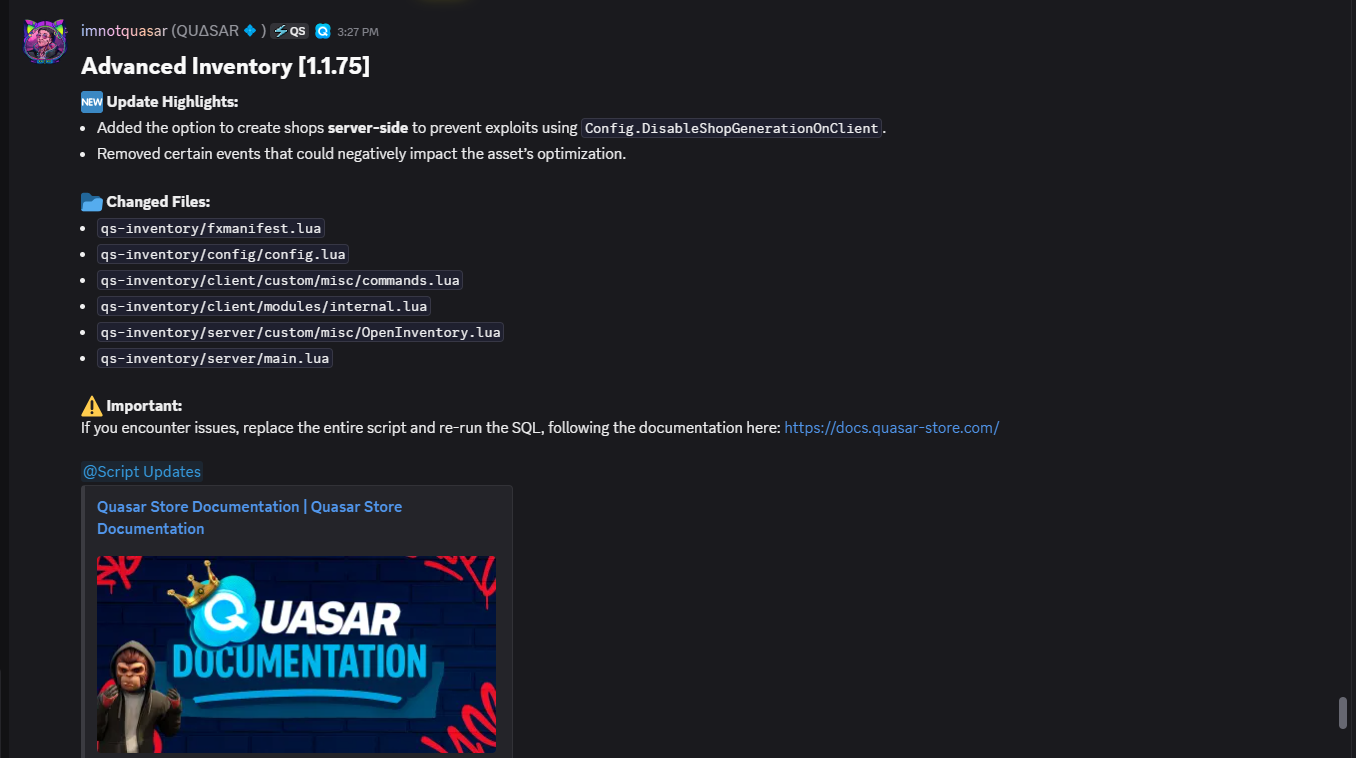 imnotquasar (QUΔSAR 🔹 ) QS 3:27 PM
Advanced Inventory [1.1.75]
NEW Update Highlights:
• Added the option to create shops server-side to prevent exploits using Config.DisableShopGenerationOnClient.
• Removed certain events that could negatively impact the asset's optimization.
Changed Files:
• qs-inventory/fxmanifest.lua
• qs-inventory/config/config.lua
• qs-inventory/client/custom/misc/commands.lua
• qs-inventory/client/modules/internal.lua
• qs-inventory/server/custom/misc/OpenInventory.lua
• qs-inventory/server/main.lua
⚠️ Important:
If you encounter issues, replace the entire script and re-run the SQL, following the documentation here: https://docs.quasar-store.com/
@Script Updates
Quasar Store Documentation | Quasar Store
Documentation
QUASAR
DOCUMENTATION